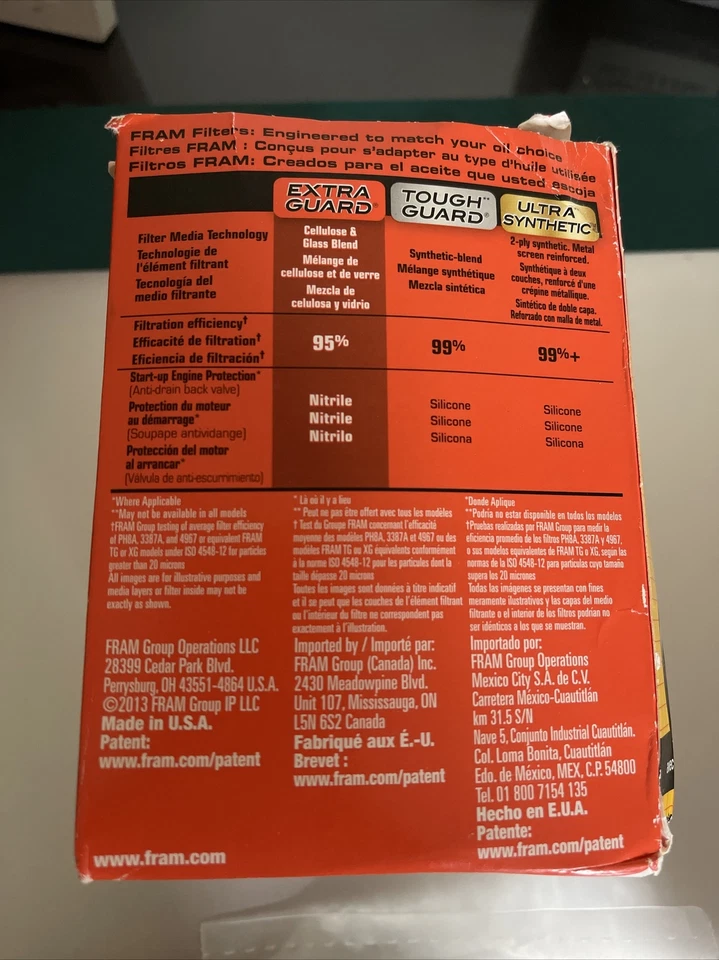 FRAM Filters: Engineered to match your oil choice
Filtres FRAM : Conçus pour s'adapter au type d'huile utilisée
Filtros FRAM: Creados para el aceite que usted escoja
EXTRA GUARD®
TOUGH GUARD®
ULTRA SYNTHETIC
Filter Media Technology
Technologie de
l'élément filtrant
Tecnología del
medio filtrante
Cellulose &
Glass Blend
Mélange de
cellulose et de verre
Mezcla de
celulosa y vidrio
Synthetic-blend
Mélange synthétique
Mezcla sintética
2-ply synthetic. Metal
screen reinforced.
Synthétique à deux
couches, renforcé d'une
crépine métallique.
Sintético de doble capa.
Reforzado con malla de metal.
Filtration efficiency†
Efficacité de filtration†
Eficiencia de filtración†
95%
99%
99%+
Start-up Engine Protection*
(Anti-drain back valve)
Protection du moteur
au démarrage*
(Soupape antividange)
Protección del motor
al arrancar*
(Válvula de anti-escurrimiento)
Nitrile
Nitrile
Nitrilo
Silicone
Silicone
Silicona
Silicone
Silicone
Silicona
*Where Applicable
**May not be available in all models
†FRAM Group testing of average filter efficiency
of PH8A, 3387A, and 4967 or equivalent FRAM
TG or XG models under ISO 4548-12 for particles
greater than 20 microns
All images are for illustrative purposes and
media layers or filter inside may not be
exactly as shown.
* Là où il y a lieu
** Peut ne pas être offert avec tous les modèles
† Test du Groupe FRAM concernant l'efficacité
moyenne des modèles PH8A, 3387A et 4967 ou des
modèles FRAM TG ou XG équivalents conformément
à la norme ISO 4548-12 pour les particules dont la
taille dépasse 20 microns
Toutes les images sont données à titre indicatif
et il se peut que les couches de l'élément filtrant
ou l'intérieur du filtre ne correspondent pas
exactement à l'illustration.
*Donde Aplique
**Podría no estar disponible en todos los modelos
†Pruebas realizadas por FRAM Group para medir la
eficiencia promedio de los filtros PH8A, 3387A y 4967,
o sus modelos equivalentes de FRAM TG o XG, según las
normas de la ISO 4548-12 para partículas cuyo tamaño
supera los 20 micrones
Todas las imágenes se presentan con fines
meramente ilustrativos y las capas del medio
filtrante o el interior de los filtros podrían no
ser idénticos a los que se muestran.
FRAM Group Operations LLC
28399 Cedar Park Blvd.
Perrysburg, OH 43551-4864 U.S.A.
©2013 FRAM Group IP LLC
Made in U.S.A.
Patent:
www.fram.com/patent
Imported by / Importé par:
FRAM Group (Canada) Inc.
2430 Meadowpine Blvd.
Unit 107, Mississauga, ON
L5N 6S2 Canada
Fabriqué aux É.-U.
Brevet :
www.fram.com/patent
Importado por:
FRAM Group Operations
Mexico City S.A. de C.V.
Carretera México-Cuautitlán
km 31.5 S/N
Nave 5, Conjunto Industrial Cuautitlán.
Col. Loma Bonita, Cuautitlán
Edo. de México, MEX, C.P. 54800
Tel. 01 800 7154 135
Hecho en E.U.A.
Patente:
www.fram.com/patent
www.fram.com